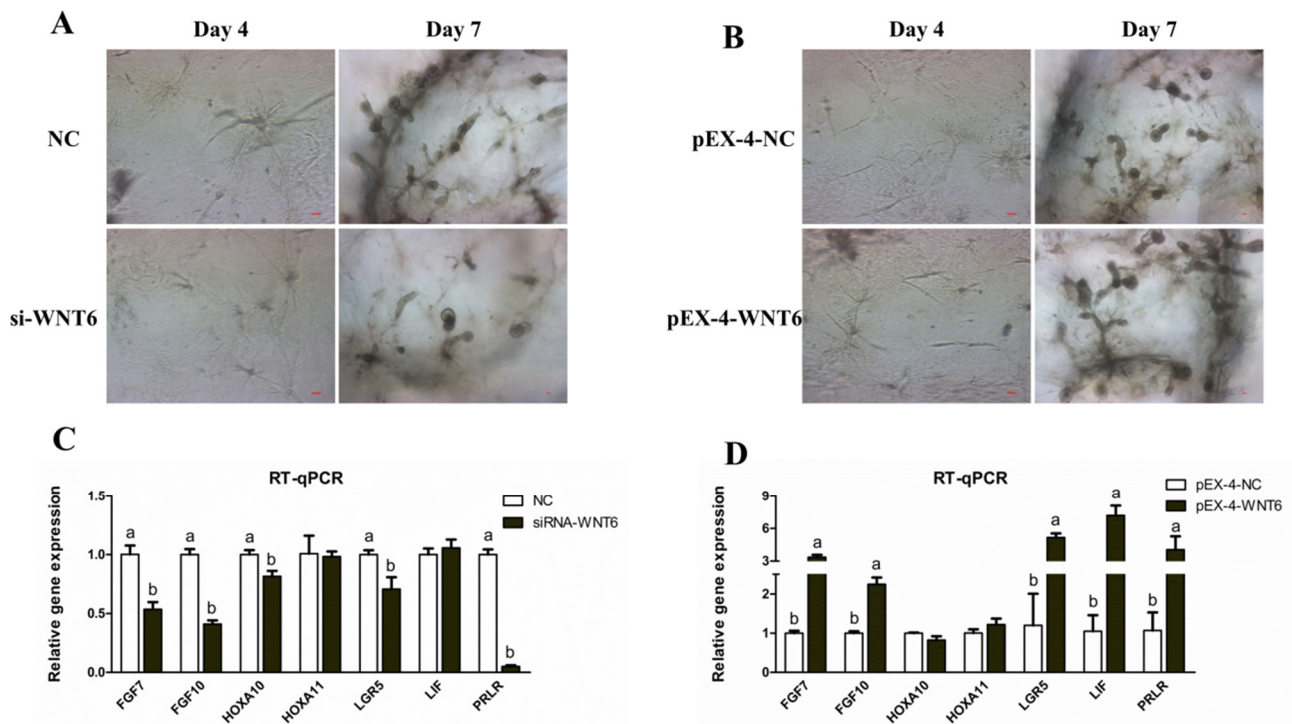 A
Day 4
Day 7
NC
si-WNT6
B
Day 4
Day 7
pEX-4-NC
pEX-4-WNT6
C
RT-qPCR
NC
siRNA-WNT6
Relative gene expression
1.5
1.0
0.5
0.0
a b a b a b a b a b
FGF7 FGF10 HOXA10 HOXA11 LGR5 LIF PRLR
D
RT-qPCR
pEX-4-NC
pEX-4-WNT6
Relative gene expression
9
6
3
2
1
0
b a b a b a b a b a
FGF7 FGF10 HOXA10 HOXA11 LGR5 LIF PRLR